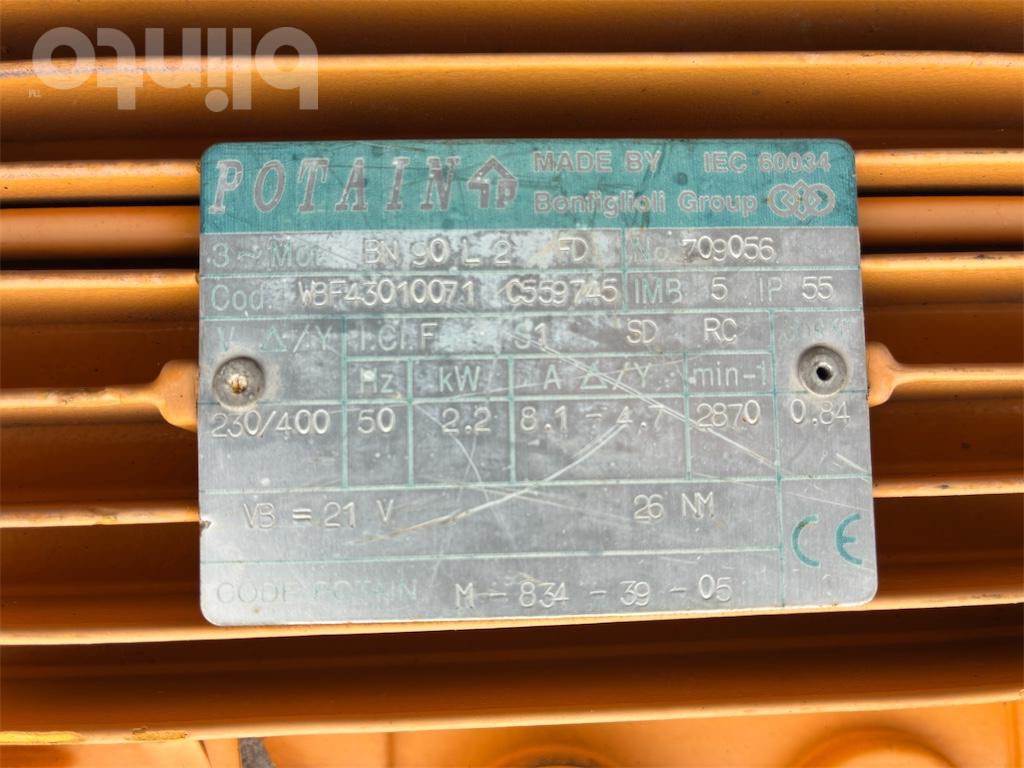 blinto
TM
POTAIN MADE BY IEC 60034
Bonfiglioli Group
3 ~ Mot. BN 90 L 2 FD No 709056
Cod. WBF43010071 C559745 IMB 5 IP 55
V △/Y I.Cl. F S1 SD RC
Hz kW A △/Y min-1
230/400 50 2.2 8.1 - 4.7 2870 0.84
VB = 21 V 26 NM
CE
CODE POTAIN M - 834 - 39 - 05